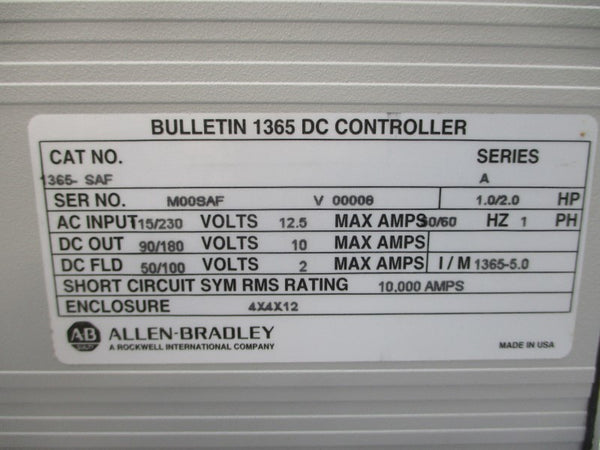 BULLETIN 1365 DC CONTROLLER
CAT NO. SERIES
1365- SAF A
SER NO. M00SAF V 00006 1.0/2.0 HP
AC INPUT 115/230 VOLTS 12.5 MAX AMPS 50/60 HZ 1 PH
DC OUT 90/180 VOLTS 10 MAX AMPS
DC FLD 50/100 VOLTS 2 MAX AMPS I / M 1365-5.0
SHORT CIRCUIT SYM RMS RATING 10,000 AMPS
ENCLOSURE 4X4X12
AB ALLEN-BRADLEY
A ROCKWELL INTERNATIONAL COMPANY MADE IN USA